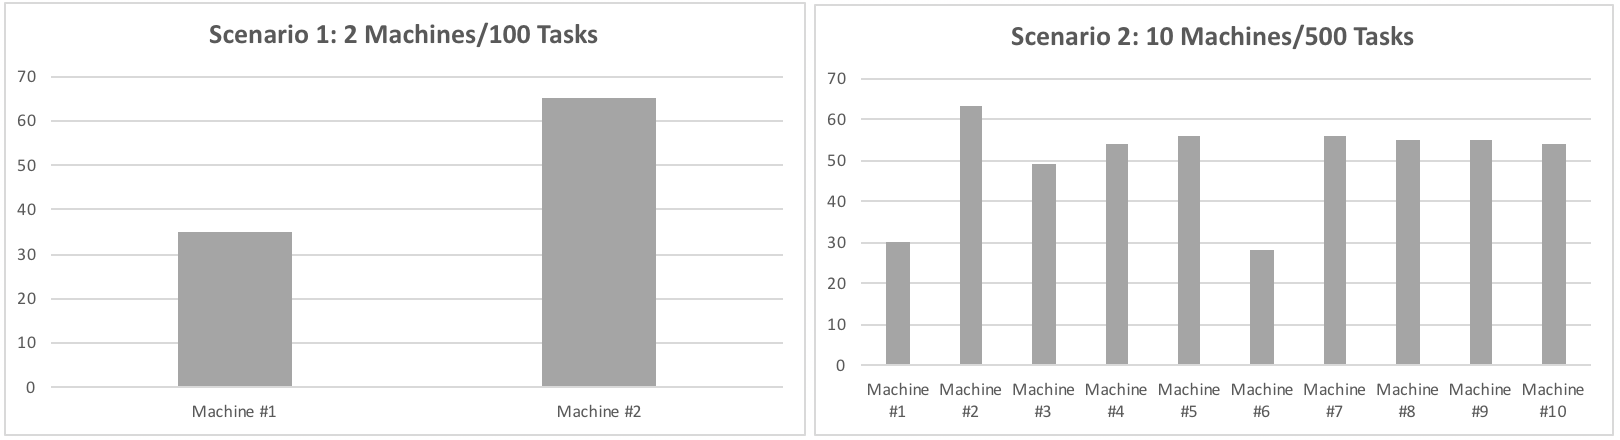 Scenario 1: 2 Machines/100 Tasks
70
60
50
40
30
20
10
0
Machine #1
Machine #2
Scenario 2: 10 Machines/500 Tasks
70
60
50
40
30
20
10
0
Machine #1
Machine #2
Machine #3
Machine #4
Machine #5
Machine #6
Machine #7
Machine #8
Machine #9
Machine #10